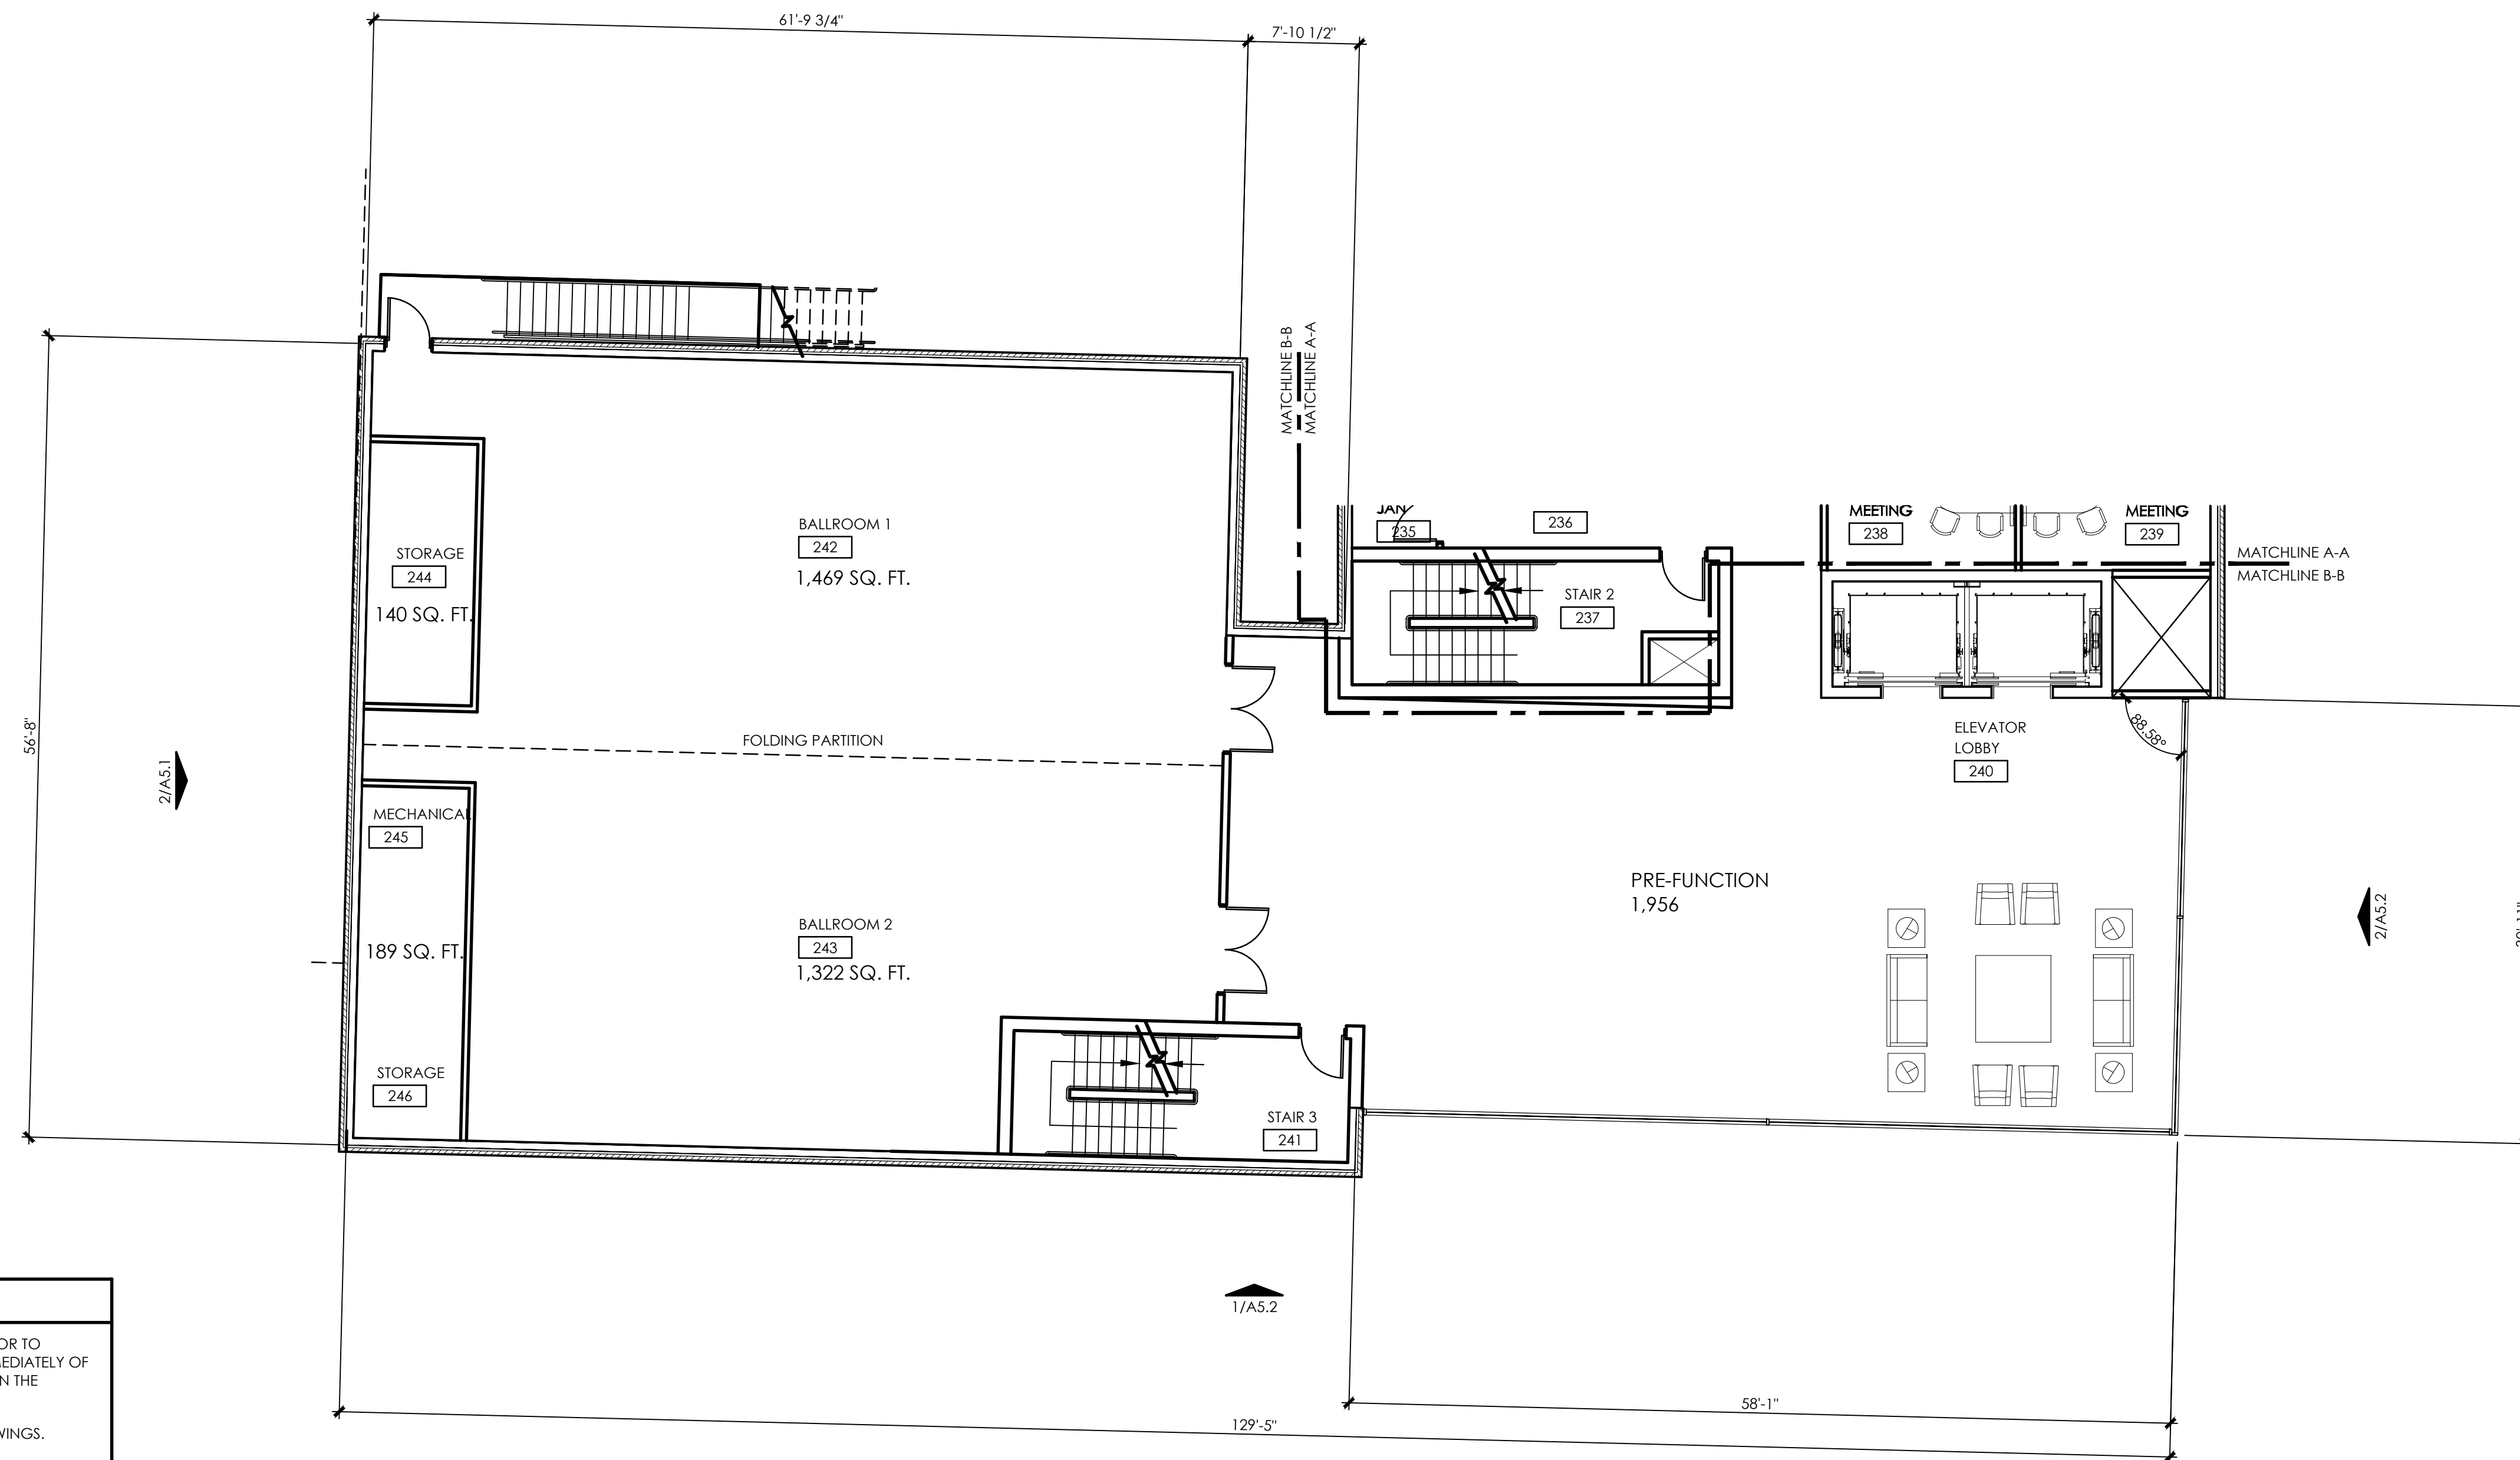 61'-9 3/4"
7'-10 1/2"
MATCHLINE B-B
MATCHLINE A-A
56'-8"
2/A5.1
STORAGE
244
140 SQ. FT.
BALLROOM 1
242
1,469 SQ. FT.
JAN
235
236
STAIR 2
237
MEETING
238
MEETING
239
MATCHLINE A-A
MATCHLINE B-B
FOLDING PARTITION
ELEVATOR
LOBBY
240
88.58°
MECHANICAL
245
189 SQ. FT.
STORAGE
246
BALLROOM 2
243
1,322 SQ. FT.
PRE-FUNCTION
1,956
2/A5.2
STAIR 3
241
1/A5.2
58'-1"
129'-5"
OR TO
MEDIATELY OF
N THE
WINGS.